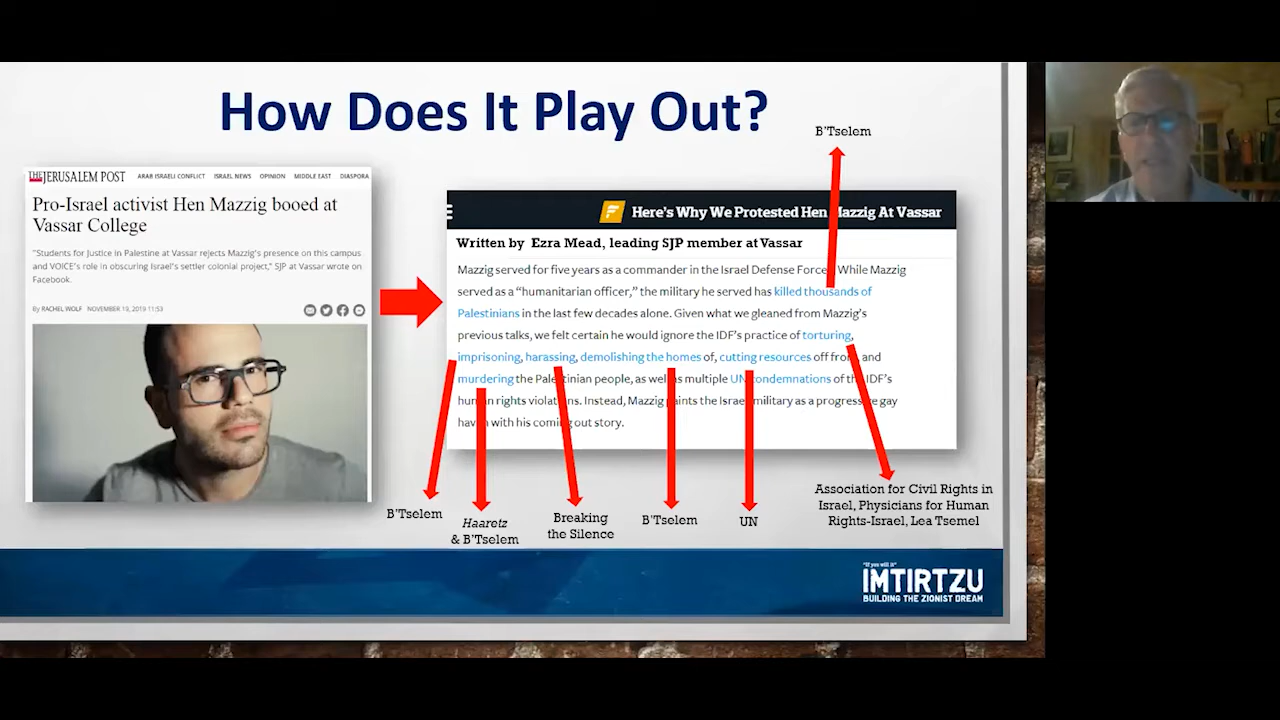 How Does It Play Out?
B'Tselem
THE JERUSALEM POST ARAB ISRAELI CONFLICT ISRAEL NEWS OPINION MIDDLE EAST DIASPORA
Pro-Israel activist Hen Mazzig booed at
Vassar College
"Students for Justice in Palestine at Vassar rejects Mazzig's presence on this campus
and VOICE's role in obscuring Israel's settler colonial project," SJP at Vassar wrote on
Facebook.
By RACHEL WOLF NOVEMBER 19, 2019 11:53
F Here's Why We Protested Hen Mazzig At Vassar
Written by Ezra Mead, leading SJP member at Vassar
Mazzig served for five years as a commander in the Israel Defense Forces. While Mazzig
served as a "humanitarian officer," the military he served has killed thousands of
Palestinians in the last few decades alone. Given what we gleaned from Mazzig's
previous talks, we felt certain he would ignore the IDF's practice of torturing,
imprisoning, harassing, demolishing the homes of, cutting resources off from, and
murdering the Palestinian people, as well as multiple UN condemnations of the IDF's
human rights violations. Instead, Mazzig paints the Israeli military as a progressive gay
haven with his coming out story.
B'Tselem
Haaretz
& B'Tselem
Breaking
the Silence
B'Tselem
UN
Association for Civil Rights in
Israel, Physicians for Human
Rights-Israel, Lea Tsemel
"If you will it"
IMTIRTZU
BUILDING THE ZIONIST DREAM